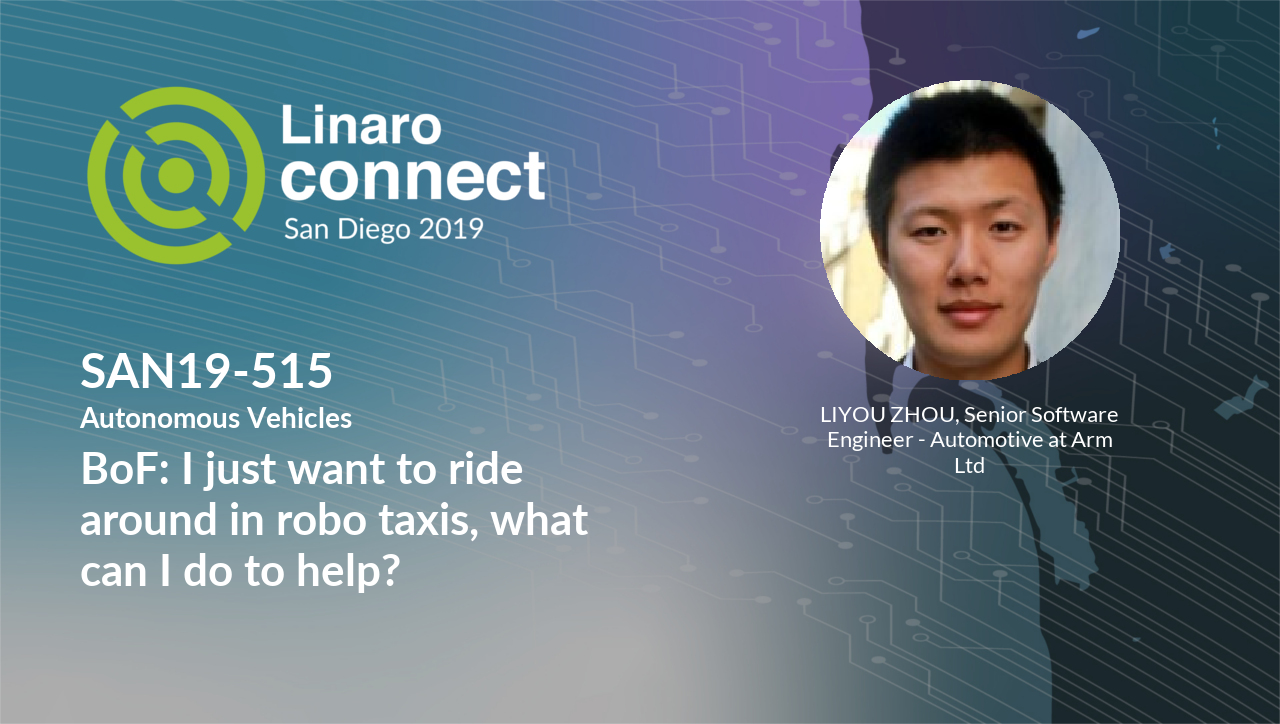 Linaro
connect
San Diego 2019
SAN19-515
Autonomous Vehicles
BoF: I just want to ride
around in robo taxis, what
can I do to help?
LIYOU ZHOU, Senior Software
Engineer - Automotive at Arm
Ltd